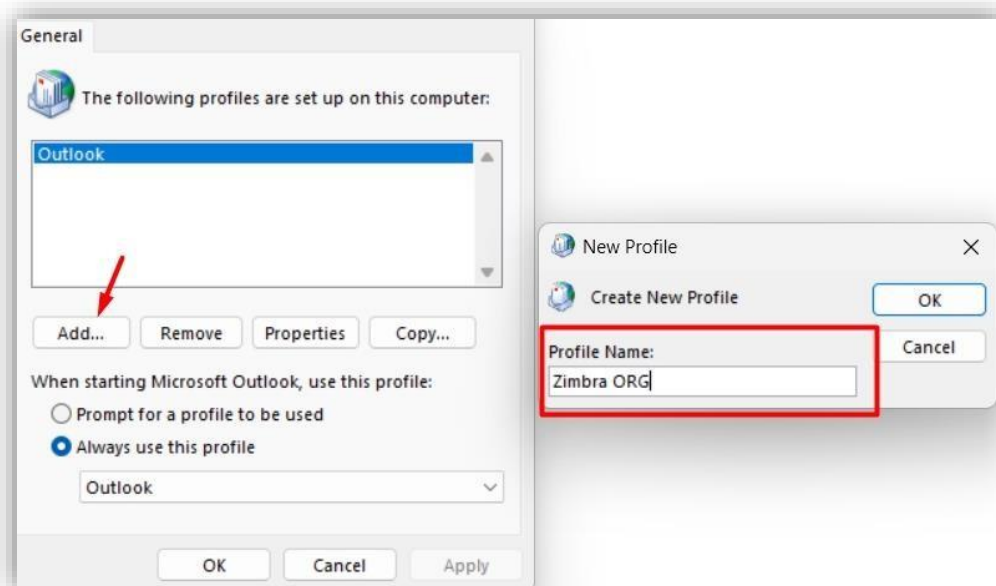 General
The following profiles are set up on this computer:
Outlook
Add... Remove Properties Copy...
When starting Microsoft Outlook, use this profile:
Prompt for a profile to be used
Always use this profile
Outlook
OK Cancel Apply
New Profile
Create New Profile
OK
Profile Name:
Cancel
Zimbra ORG